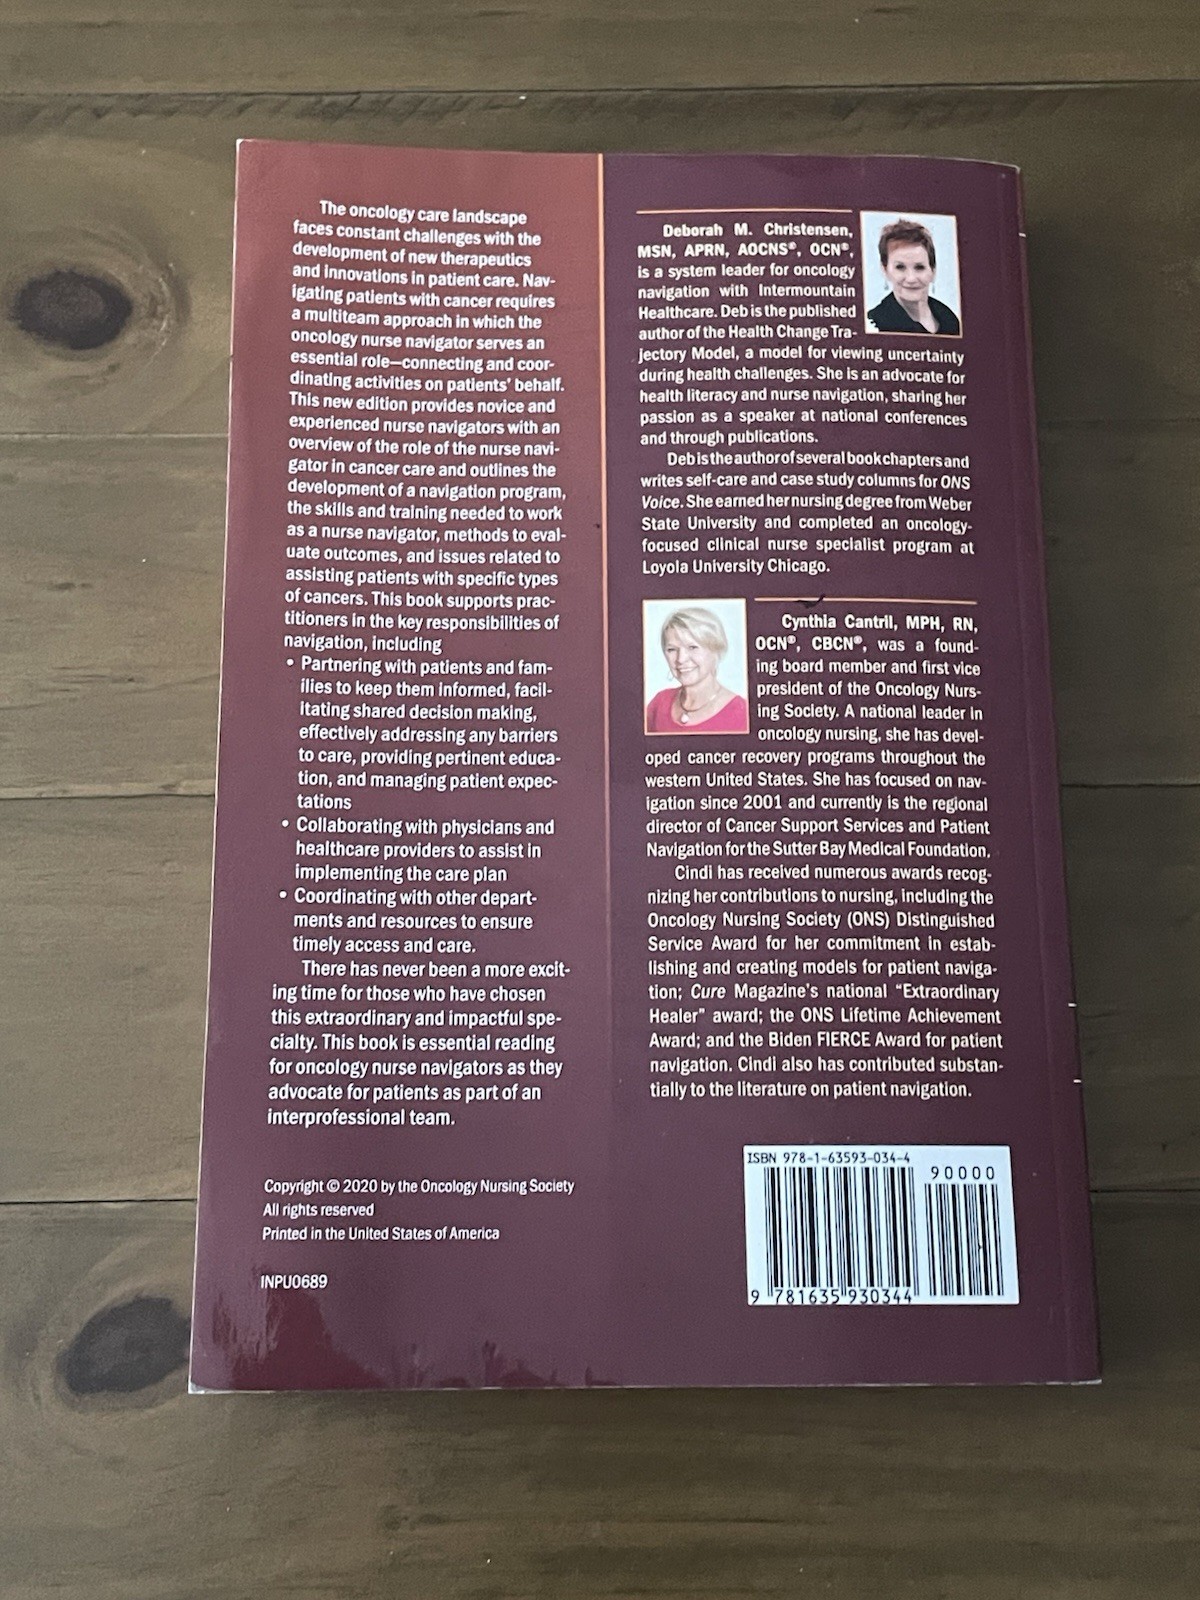 The oncology care landscape
faces constant challenges with the
development of new therapeutics
and innovations in patient care. Nav-
igating patients with cancer requires
a multiteam approach in which the
oncology nurse navigator serves an
essential role—connecting and coor-
dinating activities on patients' behalf.
This new edition provides novice and
experienced nurse navigators with an
overview of the role of the nurse navi-
gator in cancer care and outlines the
development of a navigation program,
the skills and training needed to work
as a nurse navigator, methods to eval-
uate outcomes, and issues related to
assisting patients with specific types
of cancers. This book supports prac-
titioners in the key responsibilities of
navigation, including
• Partnering with patients and fam-
ilies to keep them informed, facil-
itating shared decision making,
effectively addressing any barriers
to care, providing pertinent educa-
tion, and managing patient expec-
tations
• Collaborating with physicians and
healthcare providers to assist in
implementing the care plan
• Coordinating with other depart-
ments and resources to ensure
timely access and care.
There has never been a more excit-
ing time for those who have chosen
this extraordinary and impactful spe-
cialty. This book is essential reading
for oncology nurse navigators as they
advocate for patients as part of an
interprofessional team.
Copyright © 2020 by the Oncology Nursing Society
All rights reserved
Printed in the United States of America
INPU0689
Deborah M. Christensen,
MSN, APRN, AOCNS®, OCN®,
is a system leader for oncology
navigation with Intermountain
Healthcare. Deb is the published
author of the Health Change Tra-
jectory Model, a model for viewing uncertainty
during health challenges. She is an advocate for
health literacy and nurse navigation, sharing her
passion as a speaker at national conferences
and through publications.
Deb is the author of several book chapters and
writes self-care and case study columns for ONS
Voice. She earned her nursing degree from Weber
State University and completed an oncology-
focused clinical nurse specialist program at
Loyola University Chicago.
Cynthia Cantril, MPH, RN,
OCN®, CBCN®, was a found-
ing board member and first vice
president of the Oncology Nurs-
ing Society. A national leader in
oncology nursing, she has devel-
oped cancer recovery programs throughout the
western United States. She has focused on nav-
igation since 2001 and currently is the regional
director of Cancer Support Services and Patient
Navigation for the Sutter Bay Medical Foundation.
Cindi has received numerous awards recog-
nizing her contributions to nursing, including the
Oncology Nursing Society (ONS) Distinguished
Service Award for her commitment in estab-
lishing and creating models for patient naviga-
tion; Cure Magazine's national "Extraordinary
Healer" award; the ONS Lifetime Achievement
Award; and the Biden FIERCE Award for patient
navigation. Cindi also has contributed substan-
tially to the literature on patient navigation.
ISBN 978-1-63593-034-4
90000
9 781635 930344